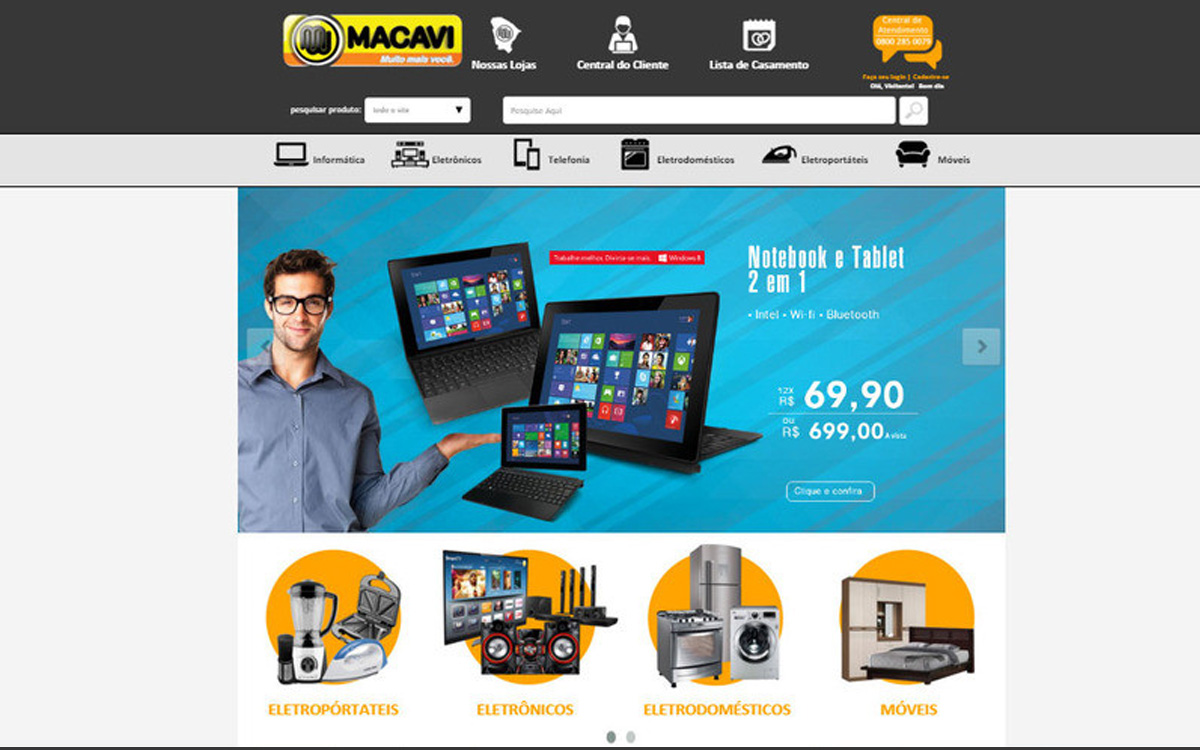 MACAVI
Muito mais você.
Nossas Lojas
Central do Cliente
Lista de Casamento
Central de
Atendimento
0800 285 0079
Faça seu login | Cadastre-se
Olá, Visitante! Bom dia
pesquisar produto:
todo o site
Pesquise Aqui
Informática
Eletrônicos
Telefonia
Eletrodomésticos
Eletroportáteis
Móveis
Trabalhe melhor. Divirta-se mais. Windows 8
Notebook e Tablet
2 em 1
• Intel • Wi-fi • Bluetooth
12X
R$ 69,90
OU
R$ 699,00 A vista
Clique e confira
ELETROPÓRTATEIS
ELETRÔNICOS
ELETRODOMÉSTICOS
MÓVEIS